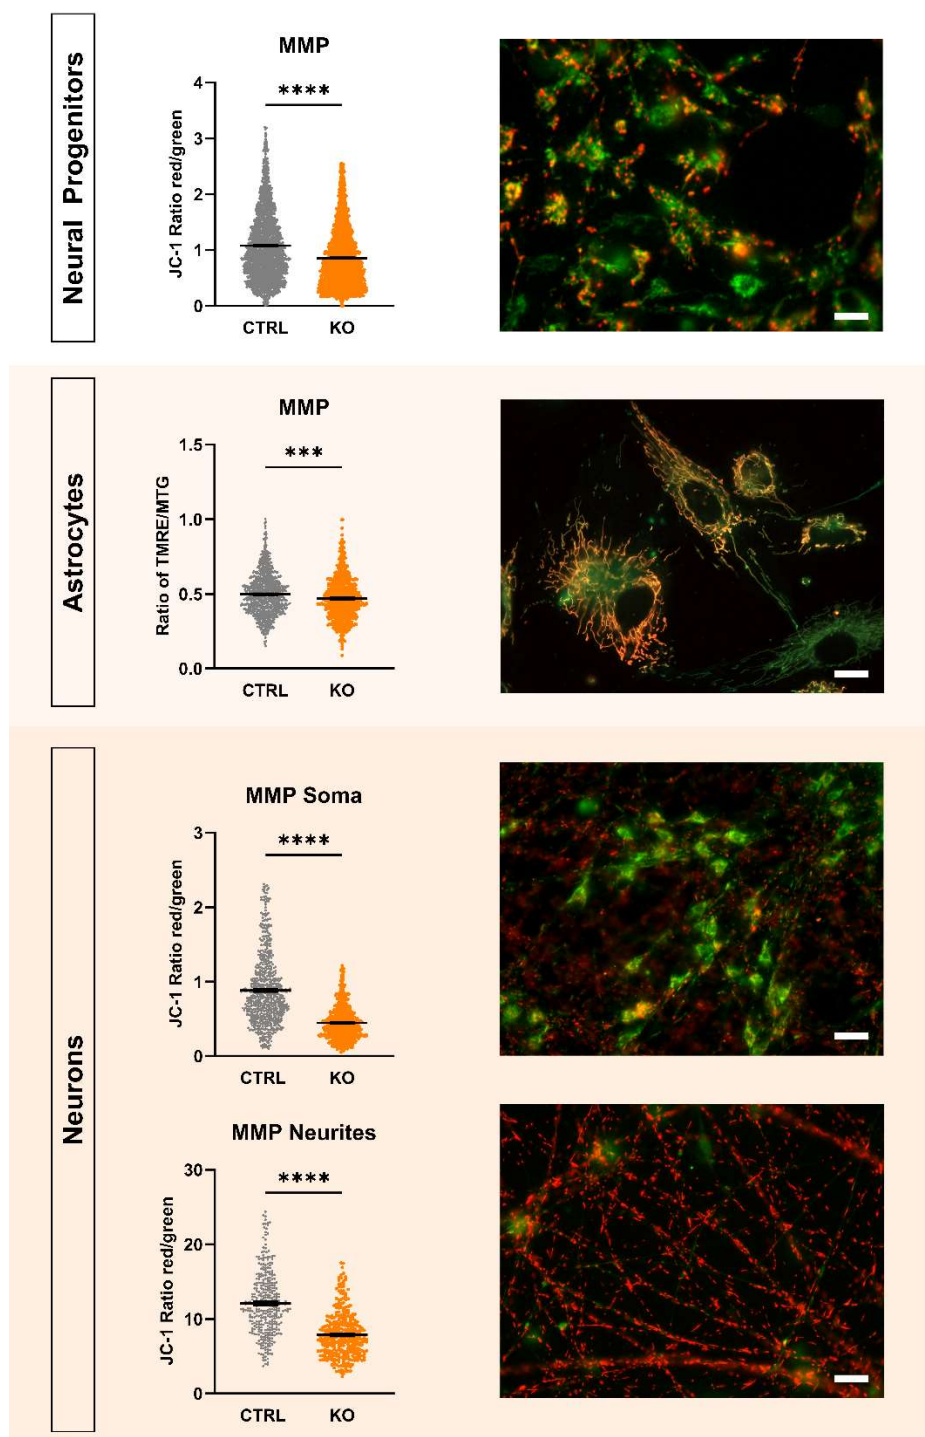 Neural Progenitors
MMP
****
JC-1 Ratio red/green
4
3
2
1
0
CTRL KO
Astrocytes
MMP
***
Ratio of TMRE/MTG
1.5
1.0
0.5
0.0
CTRL KO
Neurons
MMP Soma
****
JC-1 Ratio red/green
3
2
1
0
CTRL KO
MMP Neurites
****
JC-1 Ratio red/green
30
20
10
0
CTRL KO